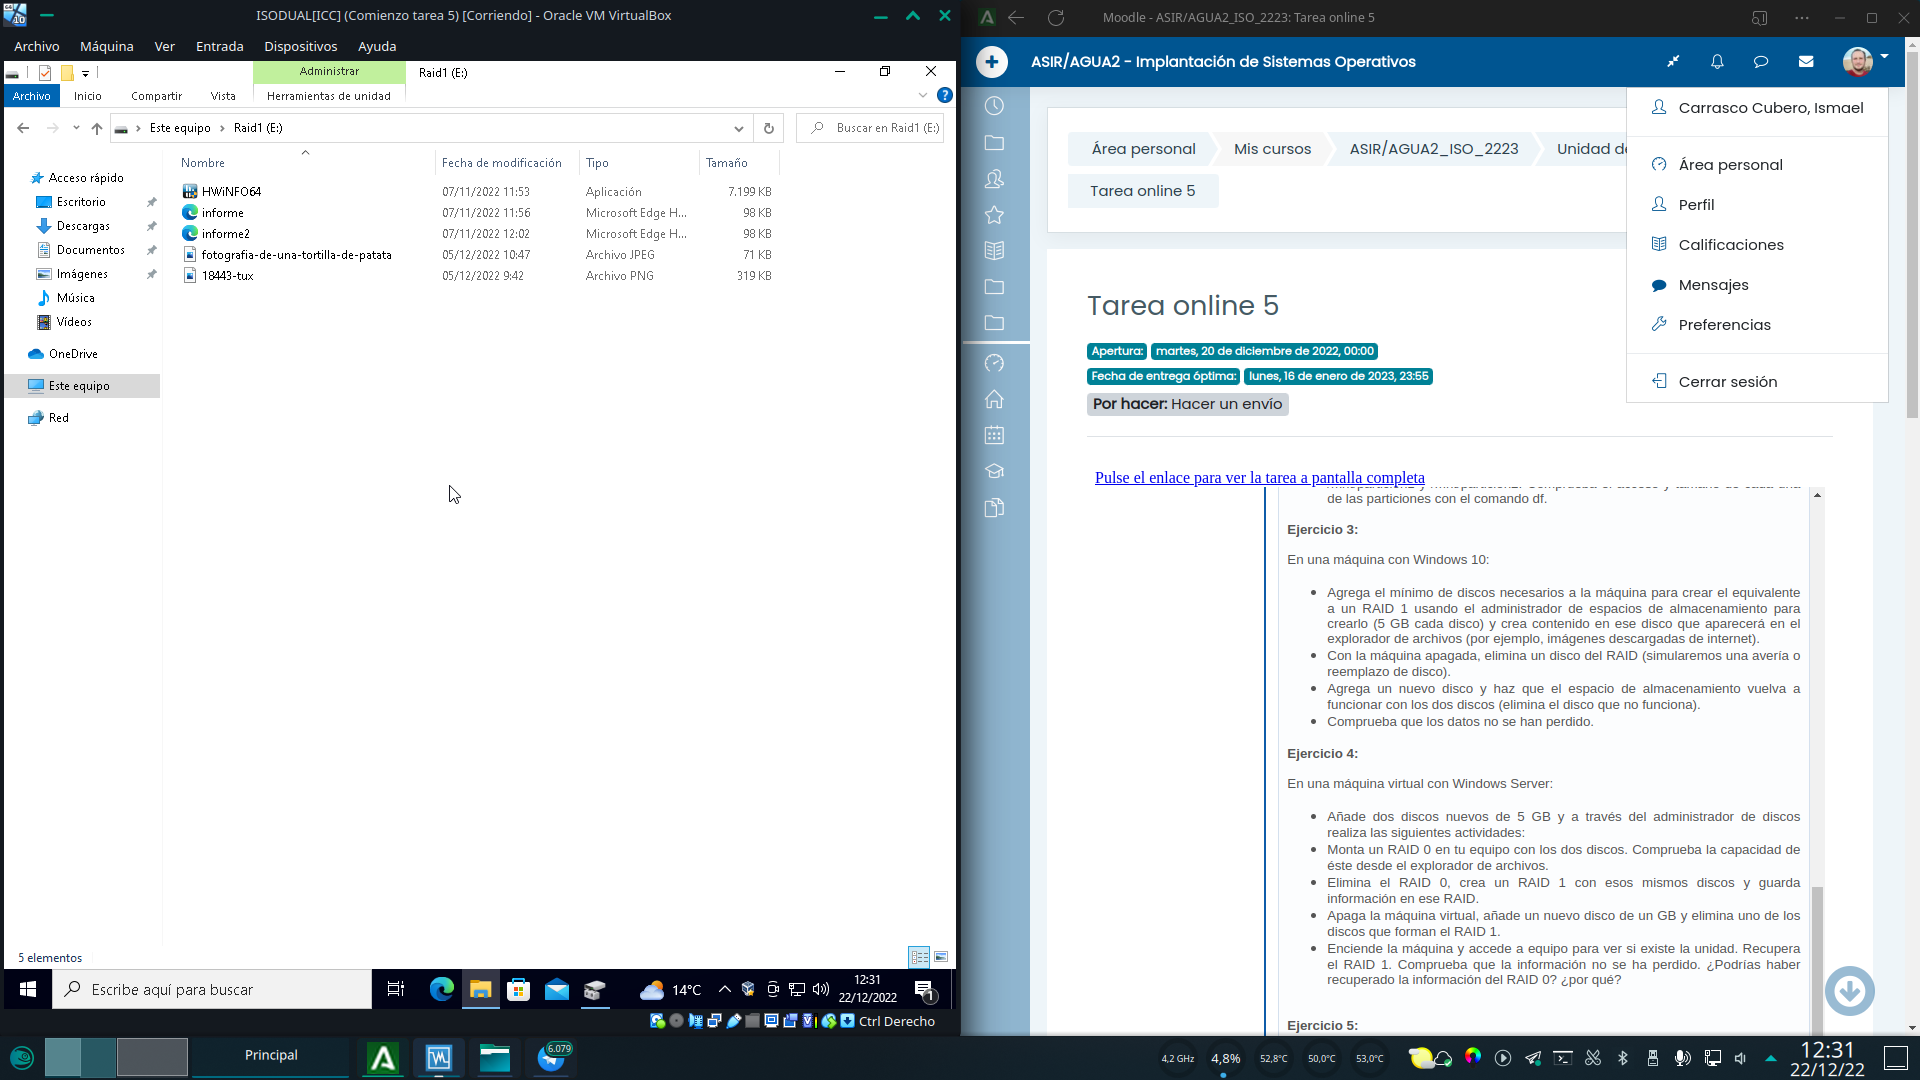 ISODUAL[ICC] (Comienzo tarea 5) [Corriendo] - Oracle VM VirtualBox
Archivo Máquina Ver Entrada Dispositivos Ayuda
Administrar Raid1 (E:)
Archivo Inicio Compartir Vista Herramientas de unidad
Este equipo Raid1 (E:) Buscar en Raid1 (E:)
Nombre Fecha de modificación Tipo Tamaño
HWiNFO64 07/11/2022 11:53 Aplicación 7.199 KB
informe 07/11/2022 11:56 Microsoft Edge H... 98 KB
informe2 07/11/2022 12:02 Microsoft Edge H... 98 KB
fotografia-de-una-tortilla-de-patata 05/12/2022 10:47 Archivo JPEG 71 KB
18443-tux 05/12/2022 9:42 Archivo PNG 319 KB
Acceso rápido
Escritorio
Descargas
Documentos
Imágenes
Música
Vídeos
OneDrive
Este equipo
Red
5 elementos
Escribe aquí para buscar
14°C
12:31
22/12/2022
1
Ctrl Derecho
Moodle - ASIR/AGUA2_ISO_2223: Tarea online 5
ASIR/AGUA2 - Implantación de Sistemas Operativos
Área personal Mis cursos ASIR/AGUA2_ISO_2223 Unidad d
Tarea online 5
Carrasco Cubero, Ismael
Área personal
Perfil
Calificaciones
Mensajes
Preferencias
Cerrar sesión
Tarea online 5
Apertura: martes, 20 de diciembre de 2022, 00:00
Fecha de entrega óptima: lunes, 16 de enero de 2023, 23:55
Por hacer: Hacer un envío
Pulse el enlace para ver la tarea a pantalla completa
de las particiones con el comando df.
Ejercicio 3:
En una máquina con Windows 10:
Agrega el mínimo de discos necesarios a la máquina para crear el equivalente
a un RAID 1 usando el administrador de espacios de almacenamiento para
crearlo (5 GB cada disco) y crea contenido en ese disco que aparecerá en el
explorador de archivos (por ejemplo, imágenes descargadas de internet).
Con la máquina apagada, elimina un disco del RAID (simularemos una avería o
reemplazo de disco).
Agrega un nuevo disco y haz que el espacio de almacenamiento vuelva a
funcionar con los dos discos (elimina el disco que no funciona).
Comprueba que los datos no se han perdido.
Ejercicio 4:
En una máquina virtual con Windows Server:
Añade dos discos nuevos de 5 GB y a través del administrador de discos
realiza las siguientes actividades:
Monta un RAID 0 en tu equipo con los dos discos. Comprueba la capacidad de
éste desde el explorador de archivos.
Elimina el RAID 0, crea un RAID 1 con esos mismos discos y guarda
información en ese RAID.
Apaga la máquina virtual, añade un nuevo disco de un GB y elimina uno de los
discos que forman el RAID 1.
Enciende la máquina y accede a equipo para ver si existe la unidad. Recupera
el RAID 1. Comprueba que la información no se ha perdido. ¿Podrías haber
recuperado la información del RAID 0? ¿por qué?
Ejercicio 5:
Principal
6.079
4,2 GHz 4,8% 52,8°C 50,0°C 53,0°C
12:31
22/12/22